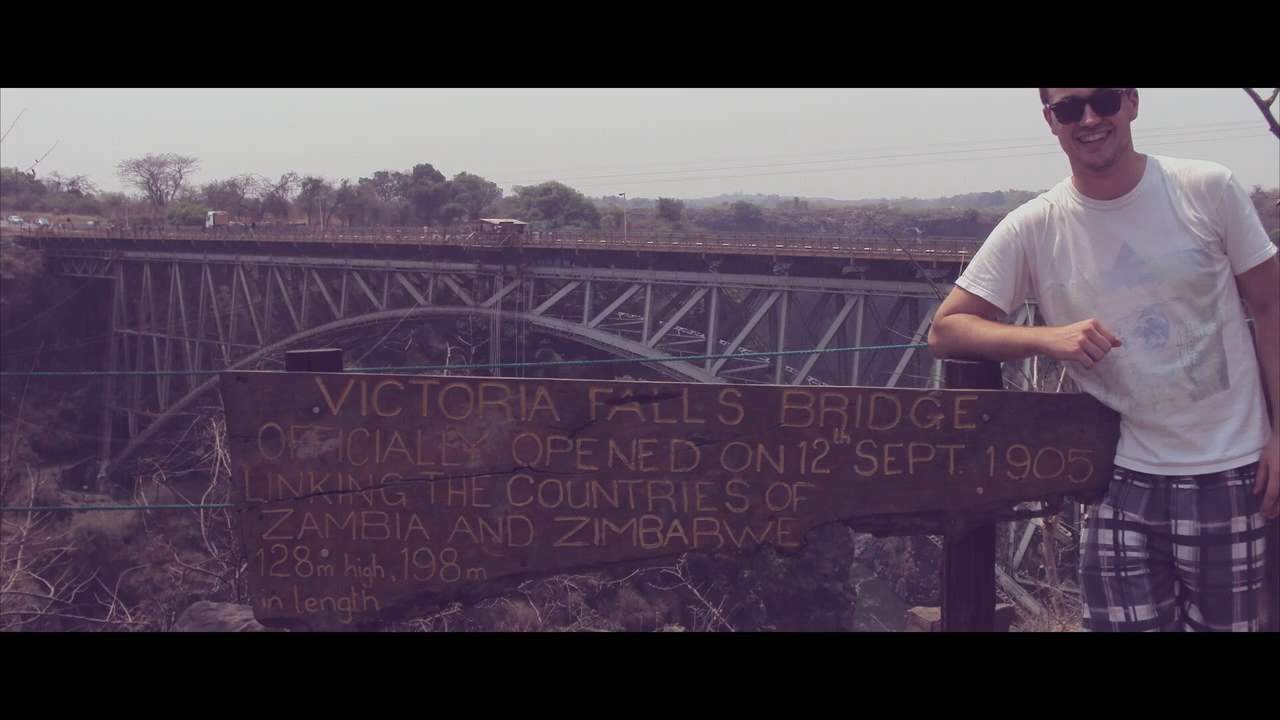 VICTORIA FALLS BRIDGE
OFFICIALLY OPENED ON 12th SEPT. 1905
LINKING THE COUNTRIES OF
ZAMBIA AND ZIMBABWE
128m high, 198m
in length